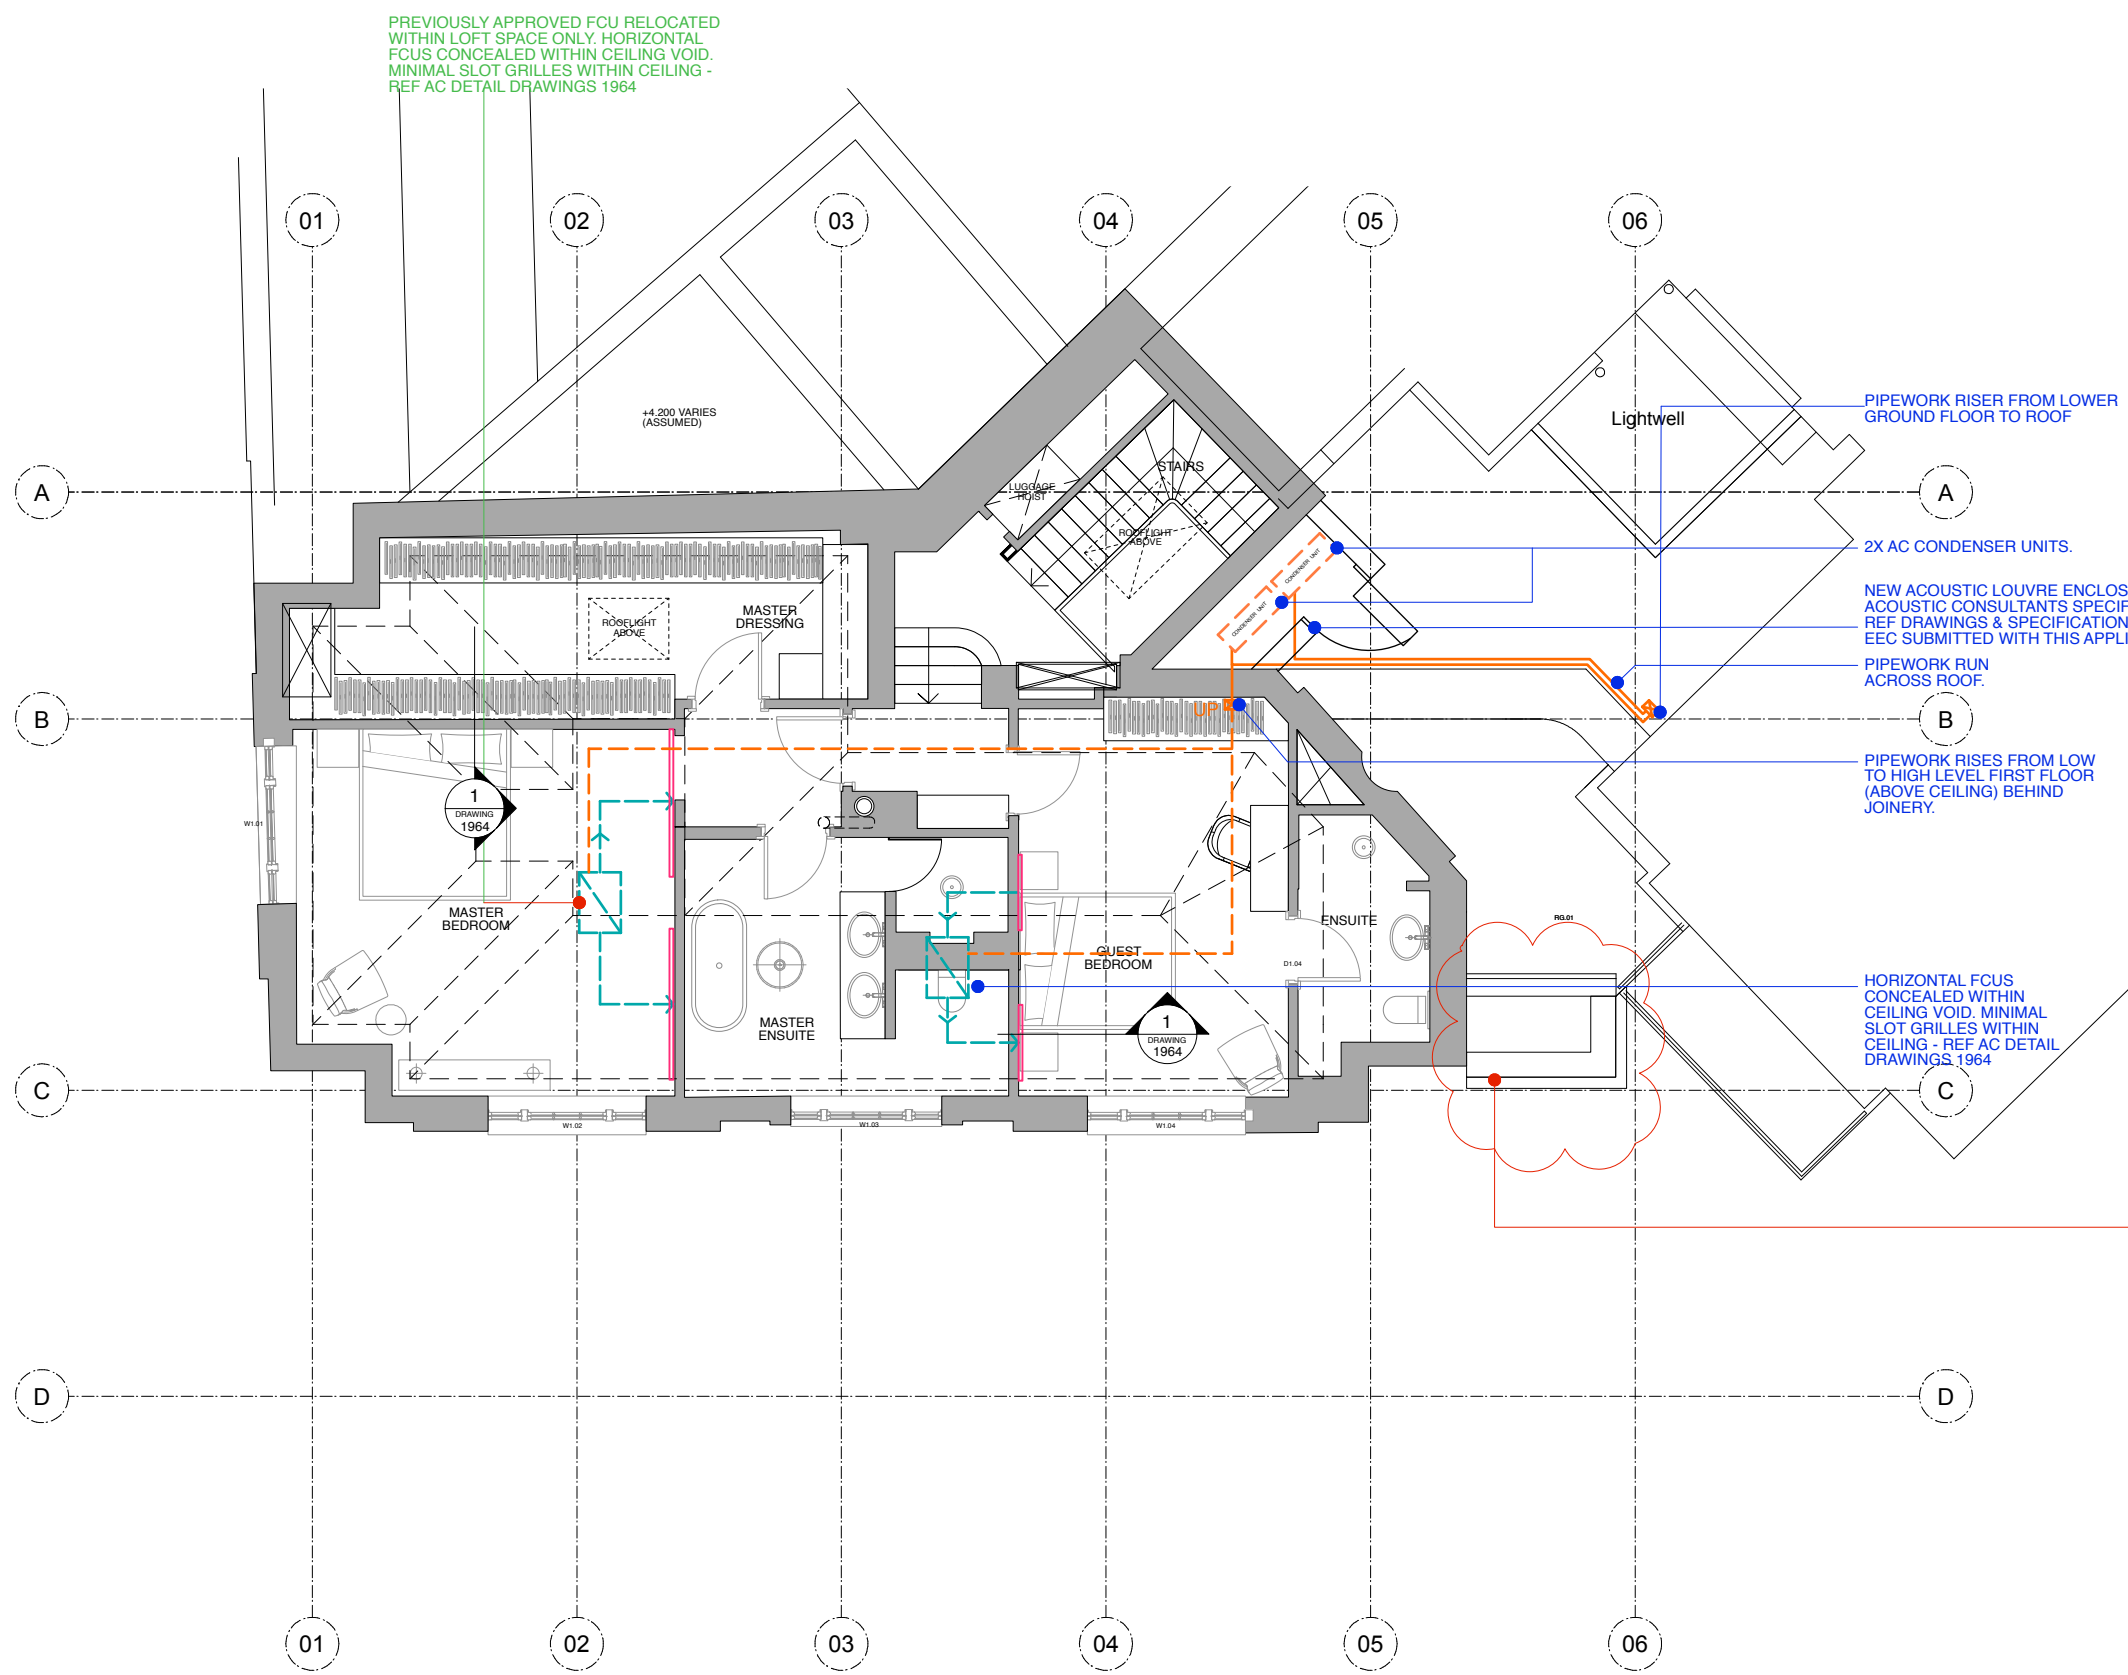 PREVIOUSLY APPROVED FCU RELOCATED
WITHIN LOFT SPACE ONLY. HORIZONTAL
FCUS CONCEALED WITHIN CEILING VOID.
MINIMAL SLOT GRILLES WITHIN CEILING -
REF AC DETAIL DRAWINGS 1964
01
02
03
04
05
06
+4.200 VARIES
(ASSUMED)
Lightwell
PIPEWORK RISER FROM LOWER
GROUND FLOOR TO ROOF
A
STAIRS
LUGGAGE
HOIST
A
ROOFLIGHT
ABOVE
2X AC CONDENSER UNITS.
CONDENSER UNIT
CONDENSER UNIT
NEW ACOUSTIC LOUVRE ENCLOS
ACOUSTIC CONSULTANTS SPECIF
REF DRAWINGS & SPECIFICATION
EEC SUBMITTED WITH THIS APPLI
MASTER
DRESSING
ROOFLIGHT
ABOVE
PIPEWORK RUN
ACROSS ROOF.
B
UP
B
PIPEWORK RISES FROM LOW
TO HIGH LEVEL FIRST FLOOR
(ABOVE CEILING) BEHIND
JOINERY.
1
DRAWING
1964
W1.01
MASTER
BEDROOM
ENSUITE
RG.01
GUEST
BEDROOM
D1.04
HORIZONTAL FCUS
CONCEALED WITHIN
CEILING VOID. MINIMAL
SLOT GRILLES WITHIN
CEILING - REF AC DETAIL
DRAWINGS 1964
MASTER
ENSUITE
1
DRAWING
1964
C
C
W1.02
W1.03
W1.04
D
D
01
02
03
04
05
06